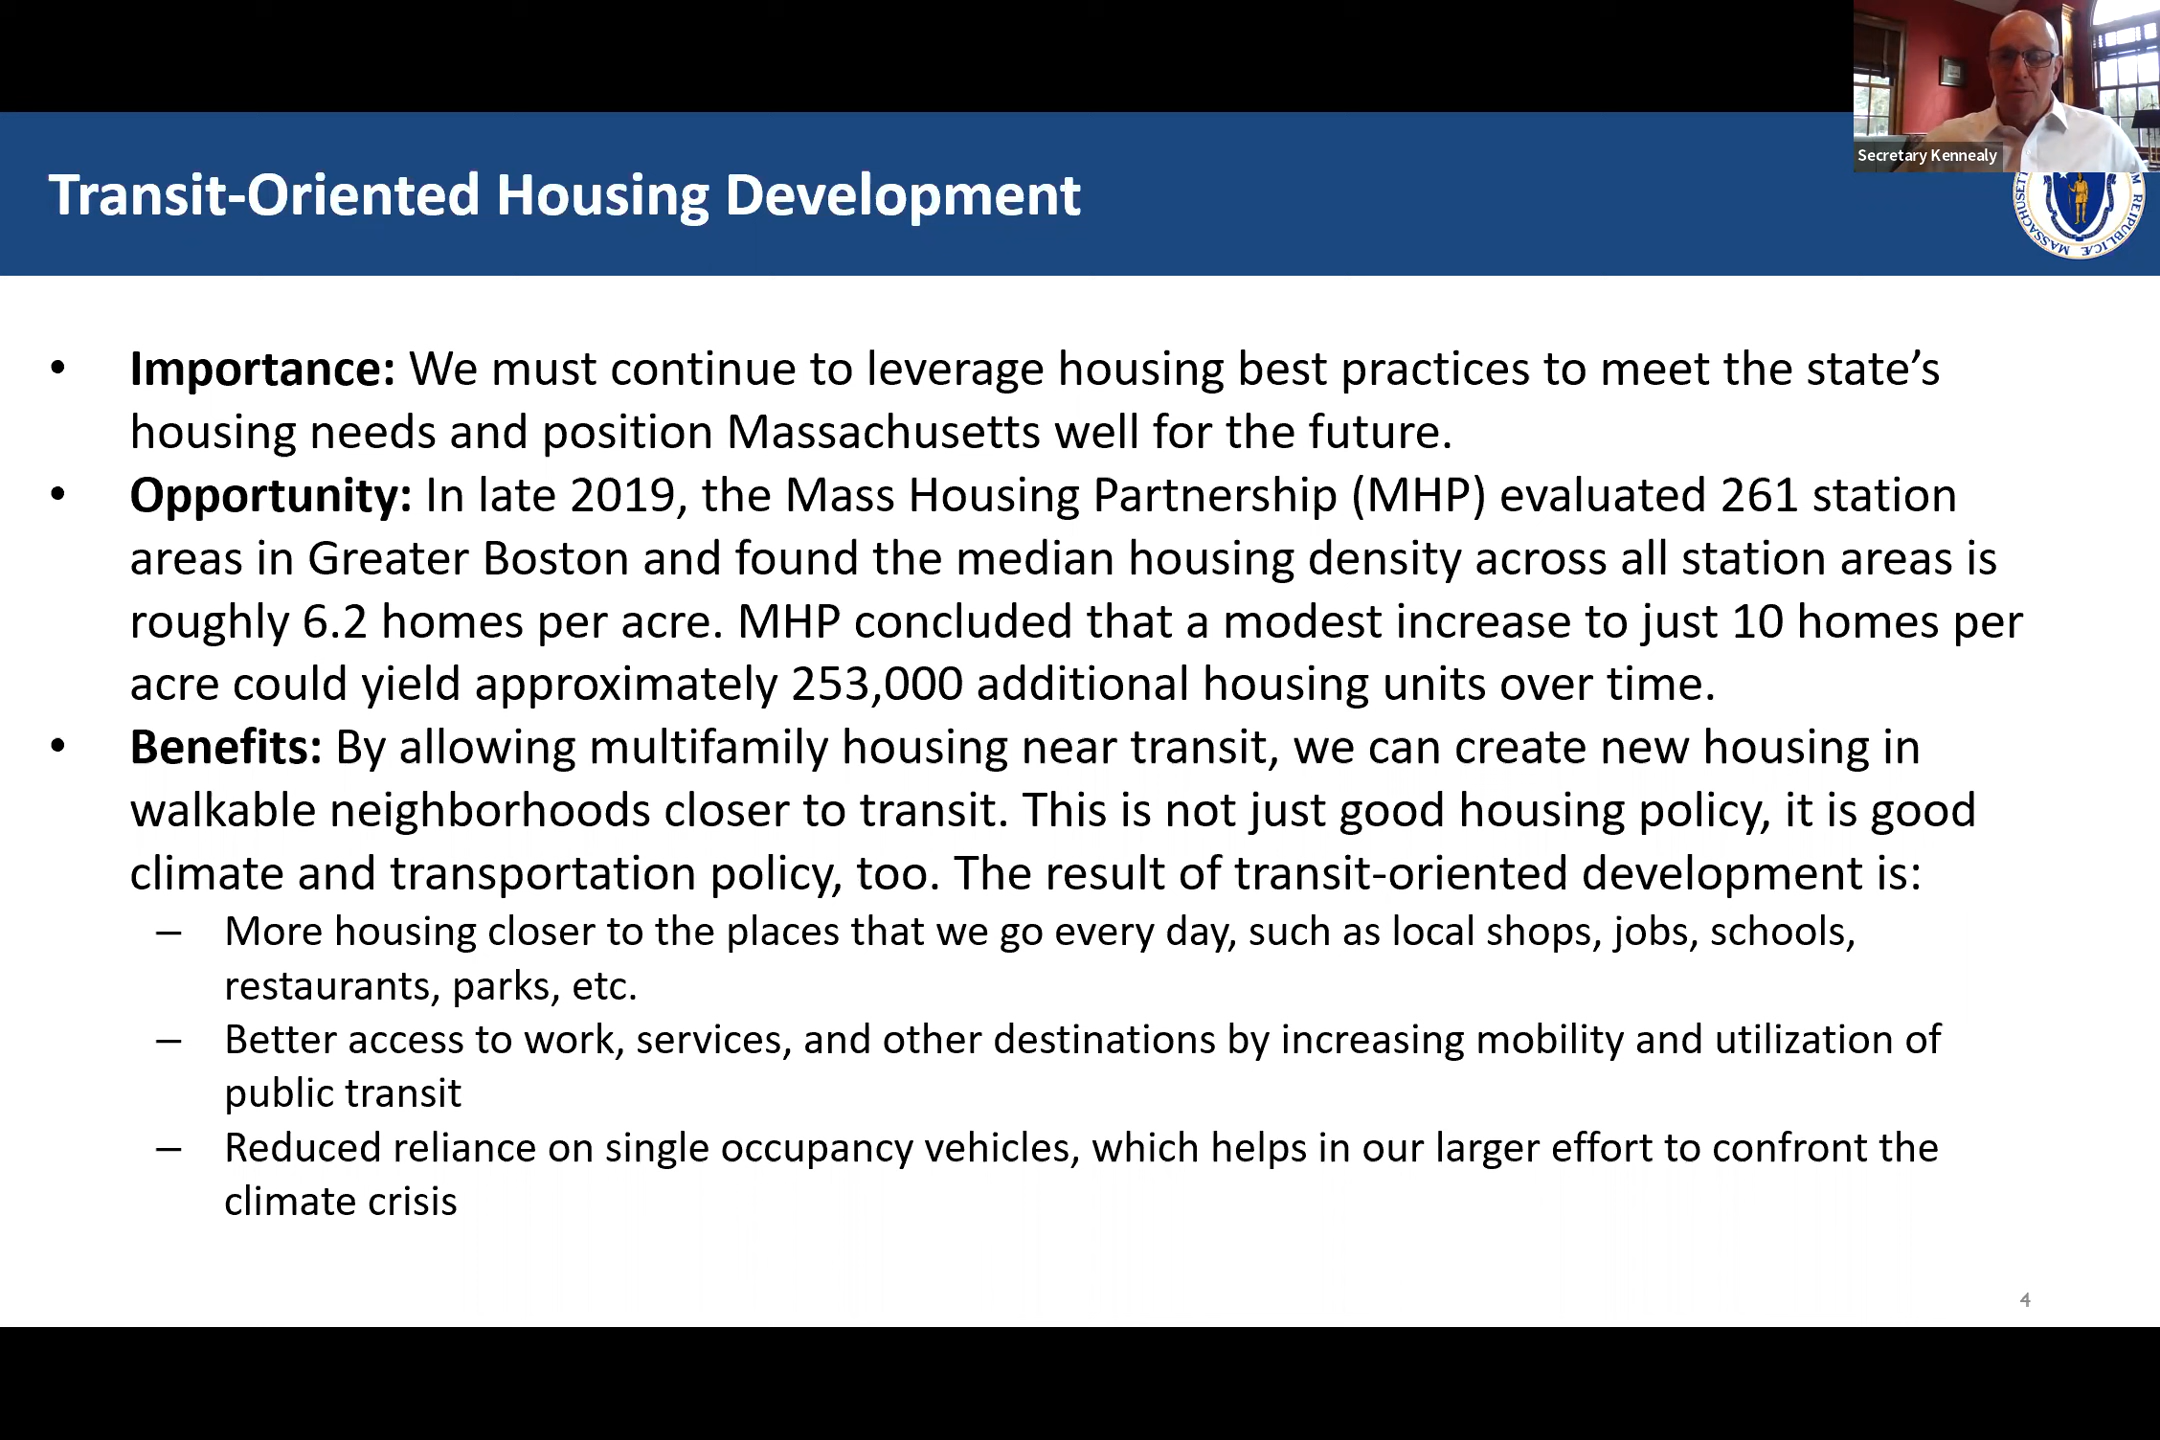 Secretary Kennealy
Transit-Oriented Housing Development
MASSACHUSETT
REIPUBLICÆ
• Importance: We must continue to leverage housing best practices to meet the state’s
housing needs and position Massachusetts well for the future.
• Opportunity: In late 2019, the Mass Housing Partnership (MHP) evaluated 261 station
areas in Greater Boston and found the median housing density across all station areas is
roughly 6.2 homes per acre. MHP concluded that a modest increase to just 10 homes per
acre could yield approximately 253,000 additional housing units over time.
• Benefits: By allowing multifamily housing near transit, we can create new housing in
walkable neighborhoods closer to transit. This is not just good housing policy, it is good
climate and transportation policy, too. The result of transit-oriented development is:
– More housing closer to the places that we go every day, such as local shops, jobs, schools,
restaurants, parks, etc.
– Better access to work, services, and other destinations by increasing mobility and utilization of
public transit
– Reduced reliance on single occupancy vehicles, which helps in our larger effort to confront the
climate crisis
4